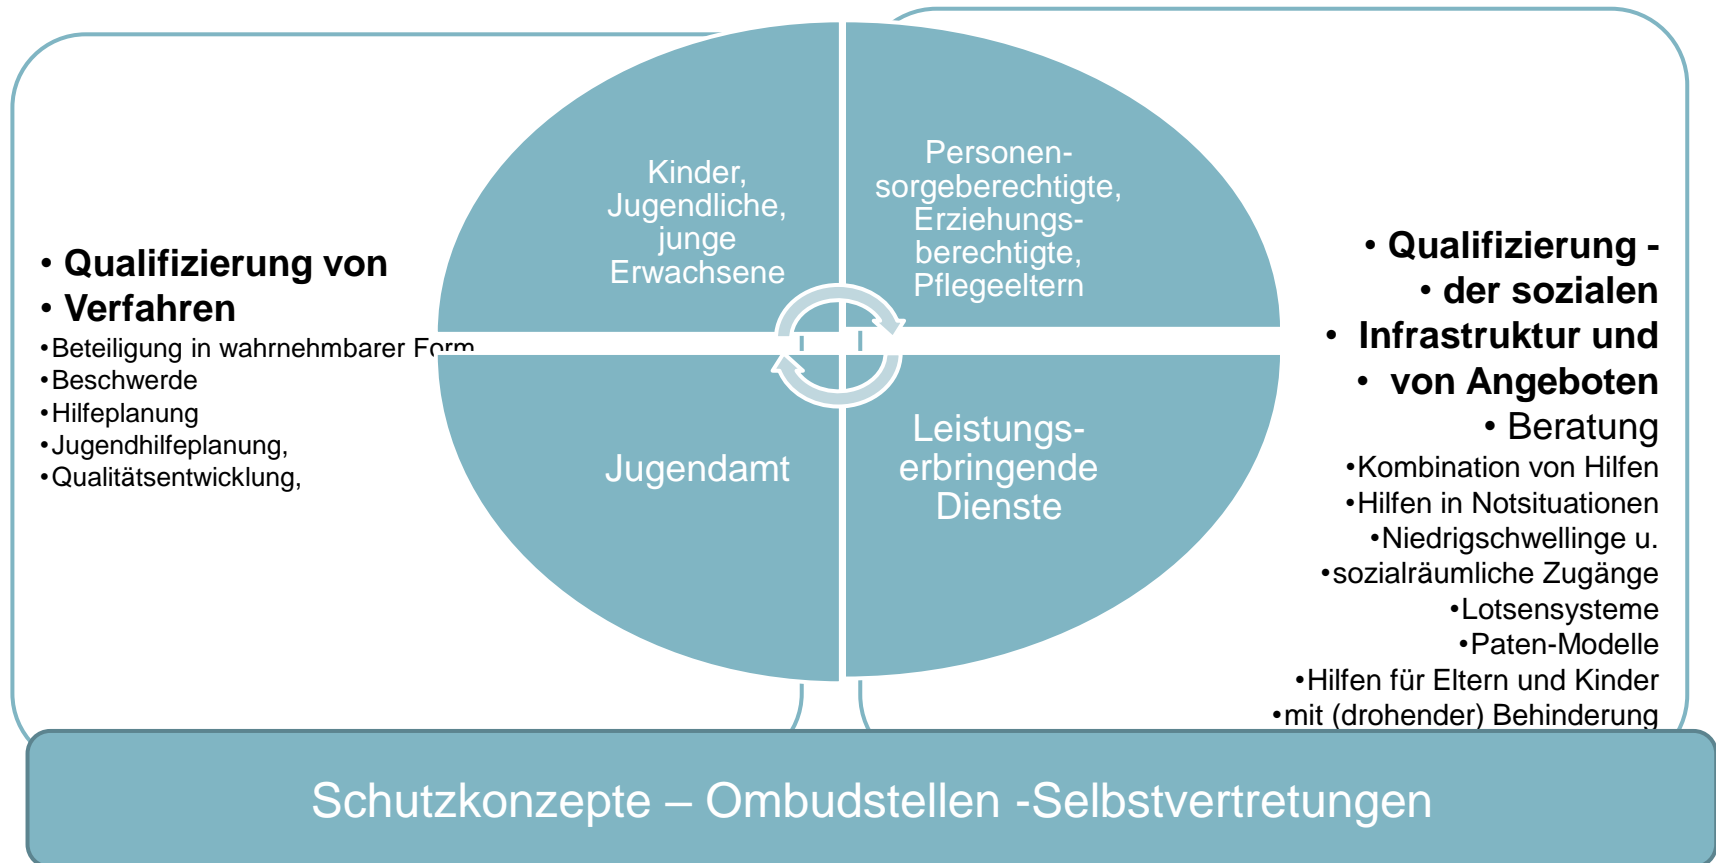 • Qualifizierung von
• Verfahren
•Beteiligung in wahrnehmbarer Form
•Beschwerde
•Hilfeplanung
•Jugendhilfeplanung,
•Qualitätsentwicklung,
Kinder,
Jugendliche,
junge
Erwachsene
Personen-
sorgeberechtigte,
Erziehungs-
berechtigte,
Pflegeeltern
Jugendamt
Leistungs-
erbringende
Dienste
• Qualifizierung -
• der sozialen
• Infrastruktur und
• von Angeboten
• Beratung
•Kombination von Hilfen
•Hilfen in Notsituationen
•Niedrigschwellinge u.
•sozialräumliche Zugänge
•Lotsensysteme
•Paten-Modelle
•Hilfen für Eltern und Kinder
•mit (drohender) Behinderung
Schutzkonzepte – Ombudstellen -Selbstvertretungen